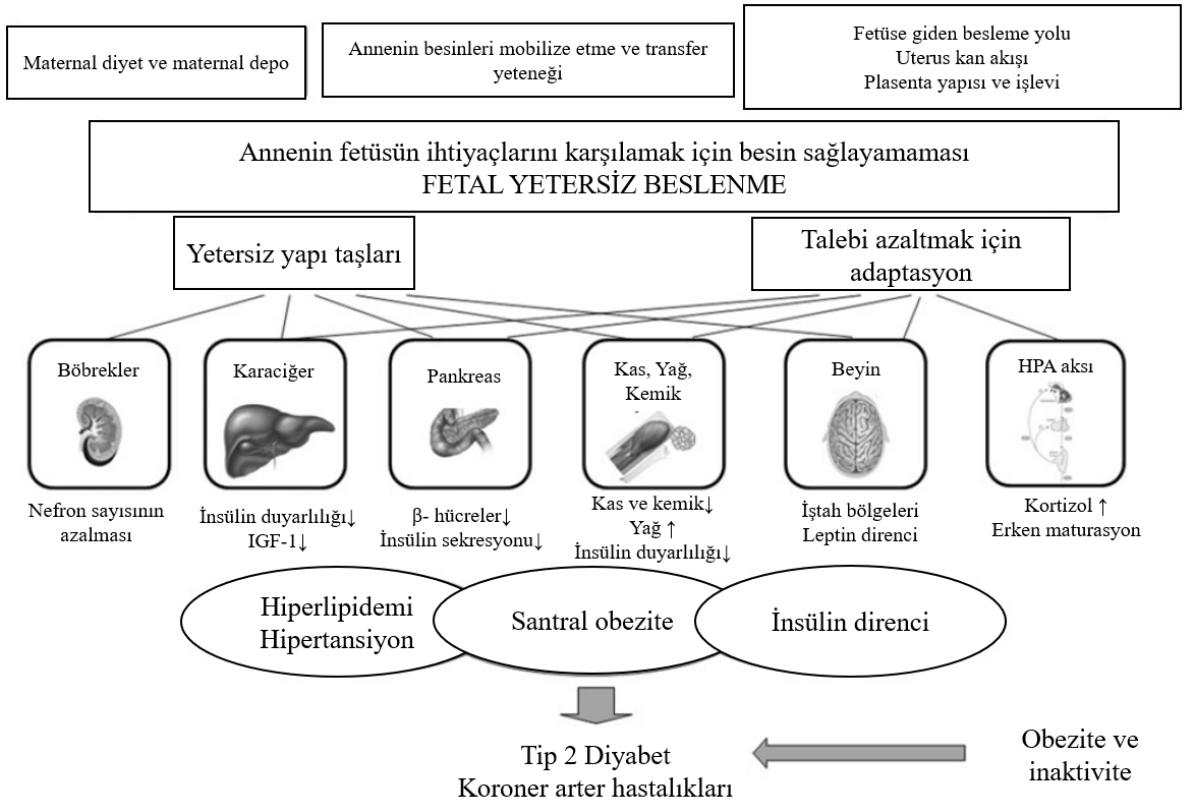 Maternal diyet ve maternal depo
Annenin besinleri mobilize etme ve transfer
yeteneği
Fetüse giden besleme yolu
Uterus kan akışı
Plasenta yapısı ve işlevi
Annenin fetüsün ihtiyaçlarını karşılamak için besin sağlayamaması
FETAL YETERSİZ BESLENME
Yetersiz yapı taşları
Talebi azaltmak için
adaptasyon
Böbrekler
Karaciğer
Pankreas
Kas, Yağ,
Kemik
Beyin
HPA aksı
Nefron sayısının
azalması
İnsülin duyarlılığı↓
IGF-1↓
β- hücreler↓
İnsülin sekresyonu↓
Kas ve kemik↓
Yağ ↑
İnsülin duyarlılığı↓
İştah bölgeleri
Leptin direnci
Kortizol ↑
Erken maturasyon
Hiperlipidemi
Hipertansiyon
Santral obezite
İnsülin direnci
Tip 2 Diyabet
Koroner arter hastalıkları
Obezite ve
inaktivite